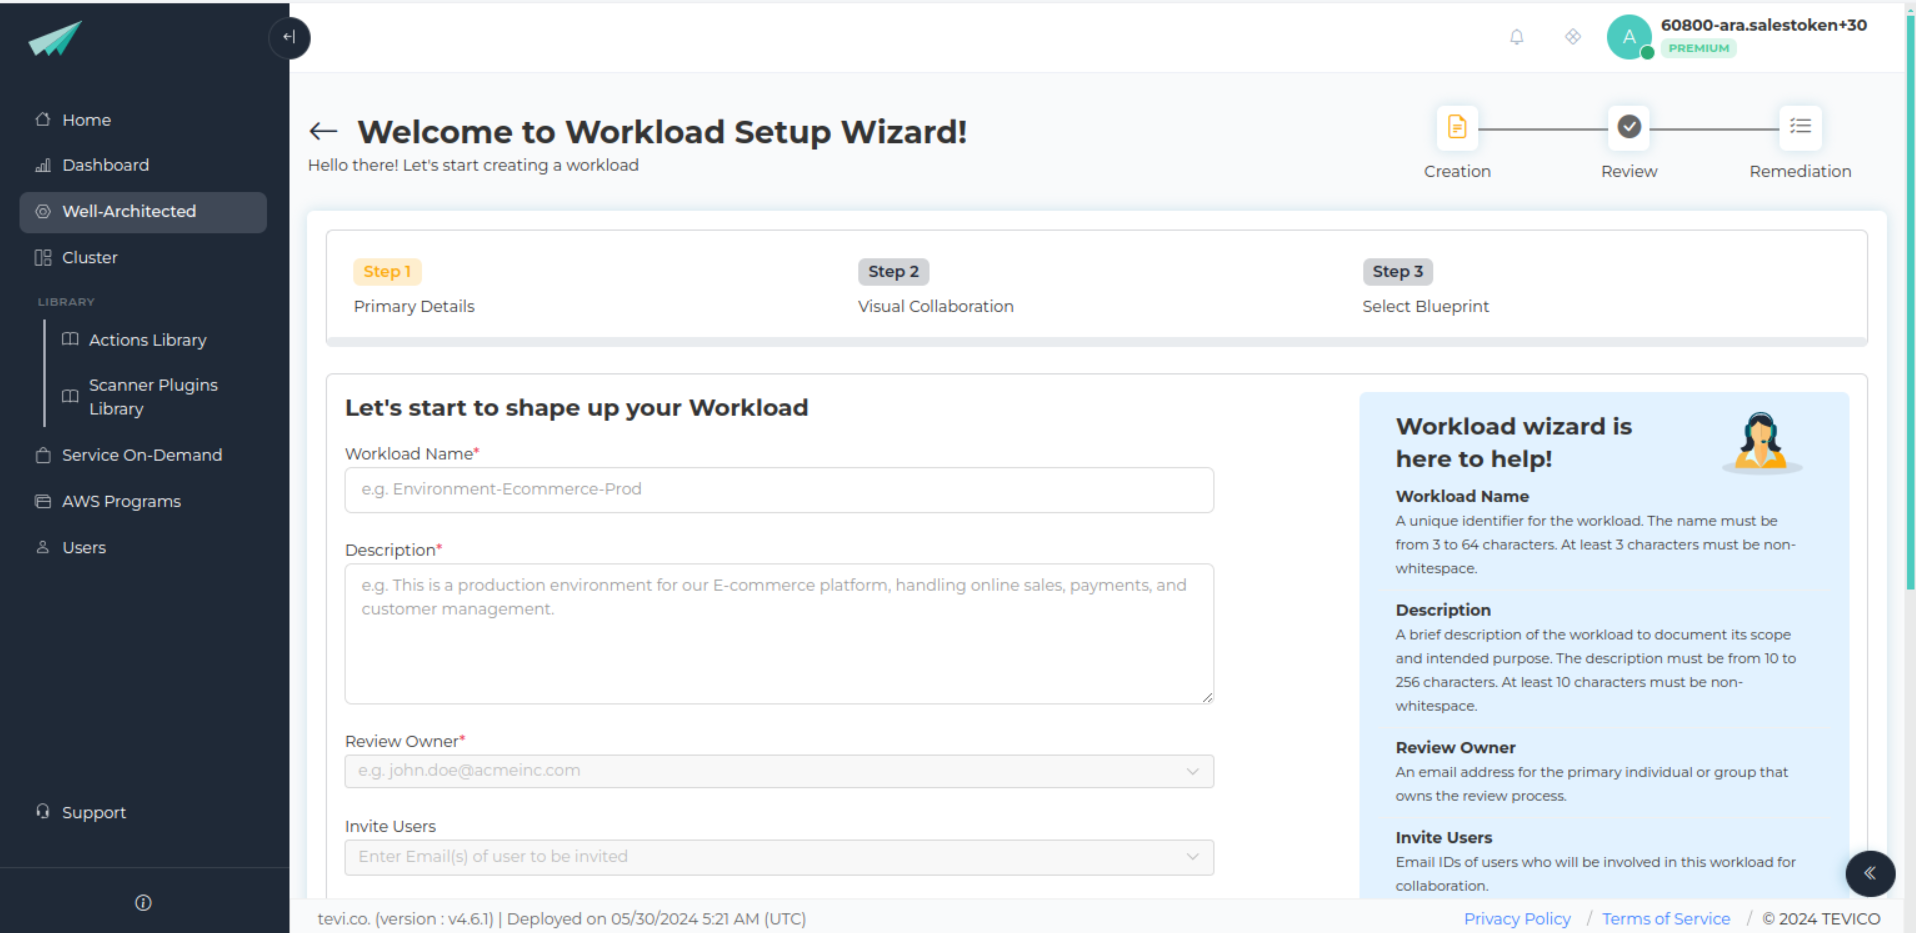 Home
Dashboard
Well-Architected
Cluster
LIBRARY
Actions Library
Scanner Plugins
Library
Service On-Demand
AWS Programs
Users
Support
A
60800-ara.salestoken+30
PREMIUM
Welcome to Workload Setup Wizard!
Hello there! Let's start creating a workload
Creation
Review
Remediation
Step 1
Primary Details
Step 2
Visual Collaboration
Step 3
Select Blueprint
Let's start to shape up your Workload
Workload Name*
e.g. Environment-Ecommerce-Prod
Description*
e.g. This is a production environment for our E-commerce platform, handling online sales, payments, and
customer management.
Review Owner*
e.g. john.doe@acmeinc.com
Invite Users
Enter Email(s) of user to be invited
Workload wizard is
here to help!
Workload Name
A unique identifier for the workload. The name must be
from 3 to 64 characters. At least 3 characters must be non-
whitespace.
Description
A brief description of the workload to document its scope
and intended purpose. The description must be from 10 to
256 characters. At least 10 characters must be non-
whitespace.
Review Owner
An email address for the primary individual or group that
owns the review process.
Invite Users
Email IDs of users who will be involved in this workload for
collaboration.
tevi.co. (version : v4.6.1) | Deployed on 05/30/2024 5:21 AM (UTC)
Privacy Policy / Terms of Service / © 2024 TEVICO